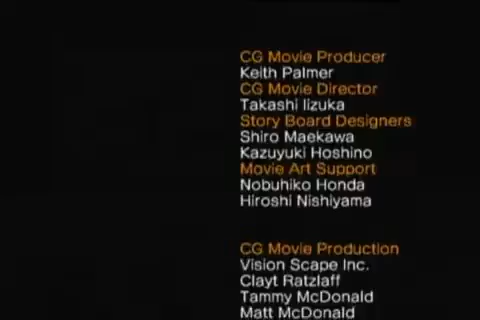 CG Movie Producer
Keith Palmer
CG Movie Director
Takashi Iizuka
Story Board Designers
Shiro Maekawa
Kazuyuki Hoshino
Movie Art Support
Nobuhiko Honda
Hiroshi Nishiyama
CG Movie Production
Vision Scape Inc.
Clayt Ratzlaff
Tammy McDonald
Matt McDonald